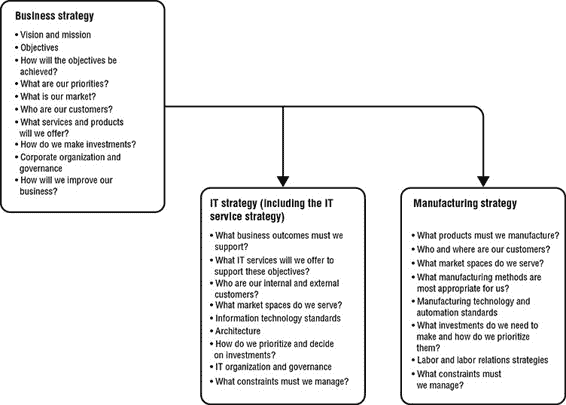 Business strategy
• Vision and mission
• Objectives
• How will the objectives be
achieved?
• What are our priorities?
• What is our market?
• Who are our customers?
• What services and products
will we offer?
• How do we make investments?
• Corporate organization and
governance
• How will we improve our
business?
IT strategy (including the IT
service strategy)
• What business outcomes must we
support?
• What IT services will we offer to
support these objectives?
• Who are our internal and external
customers?
• What market spaces do we serve?
• Information technology standards
• Architecture
• How do we prioritize and decide
on investments?
• IT organization and governance
• What constraints must we manage?
Manufacturing strategy
• What products must we manufacture?
• Who and where are our customers?
• What market spaces do we serve?
• What manufacturing methods are
most appropriate for us?
• Manufacturing technology and
automation standards
• What investments do we need to
make and how do we prioritize
them?
• Labor and labor relations strategies
• What constraints must
we manage?